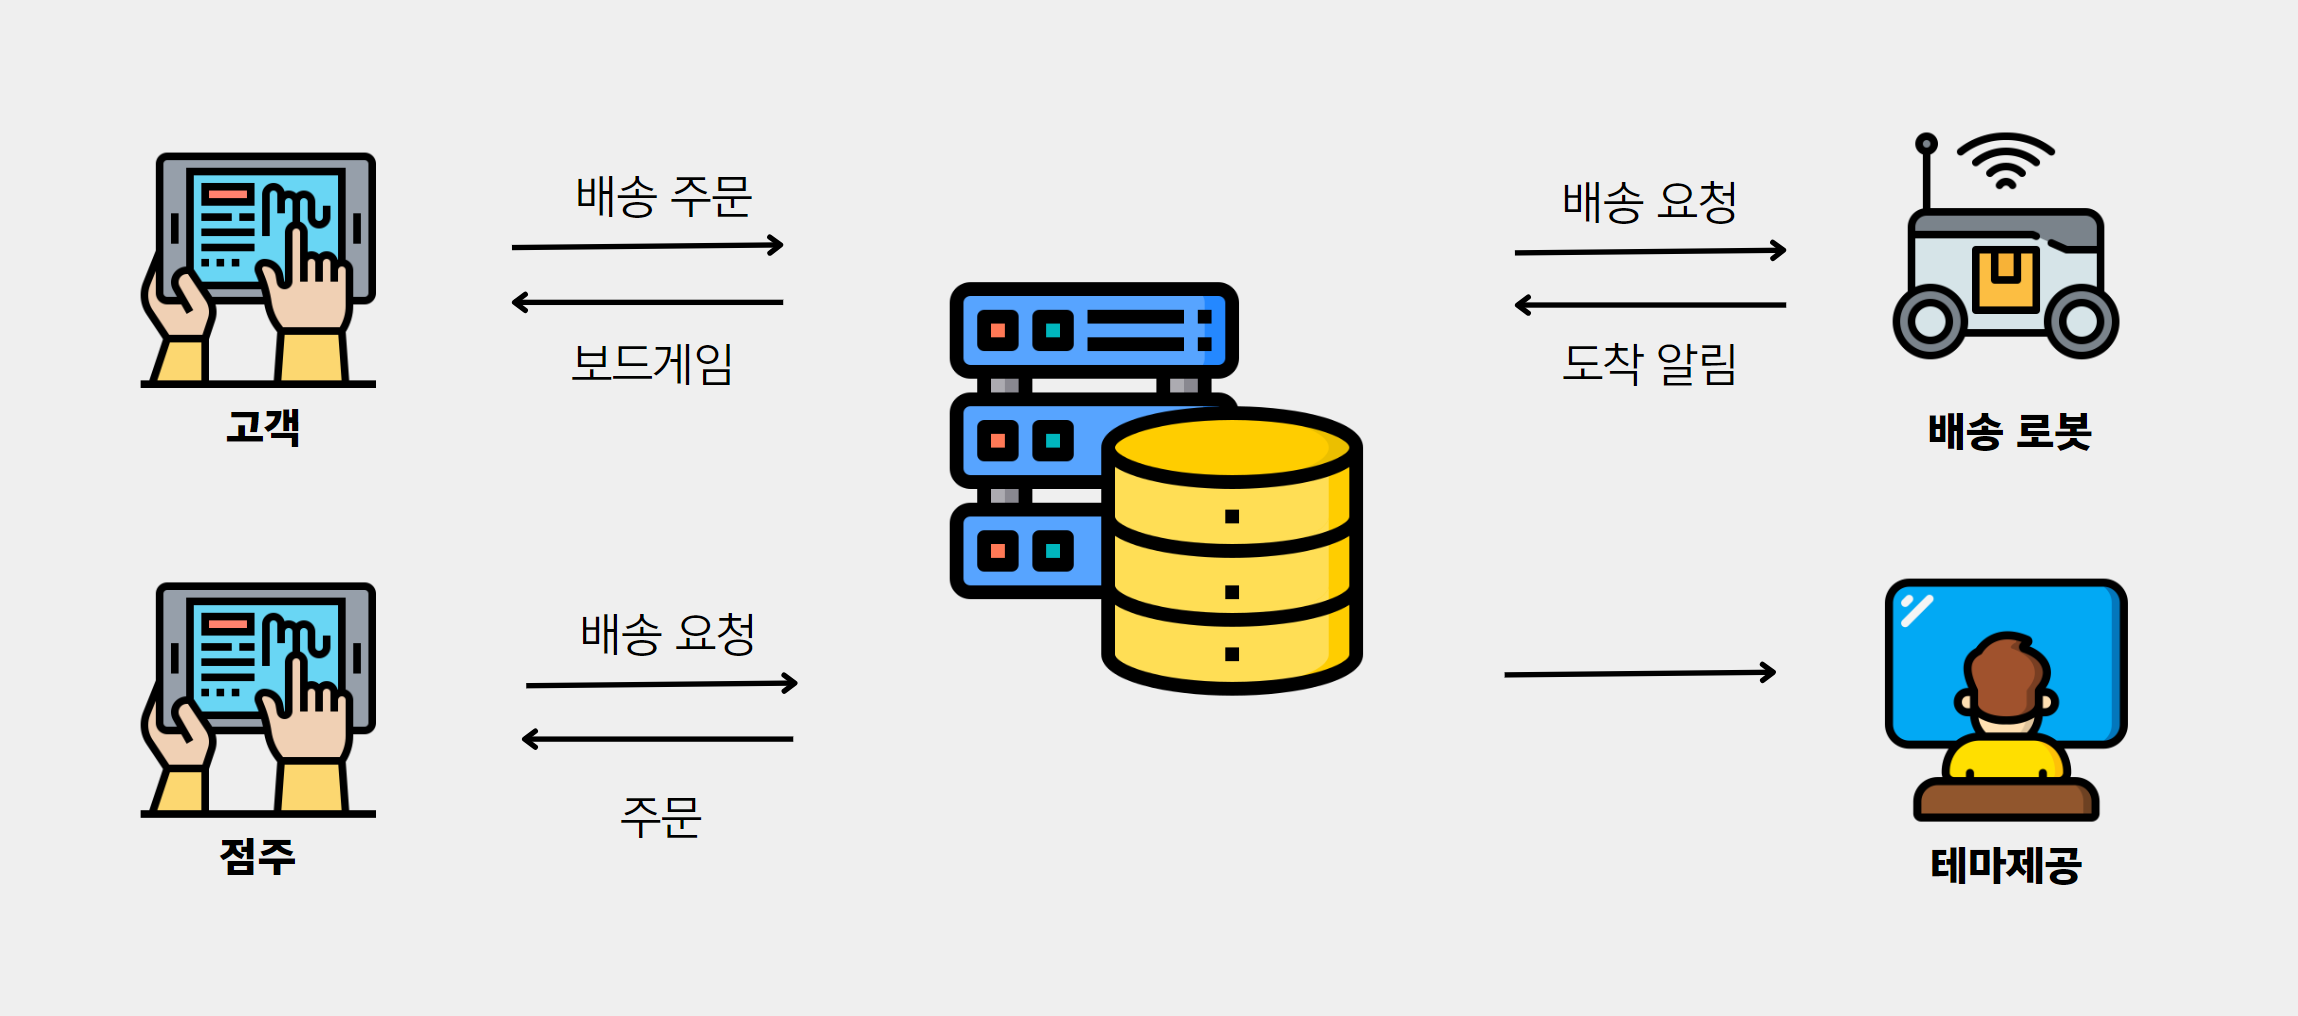 배송 주문
보드게임
고객
배송 요청
도착 알림
배송 로봇
배송 요청
주문
점주
테마제공